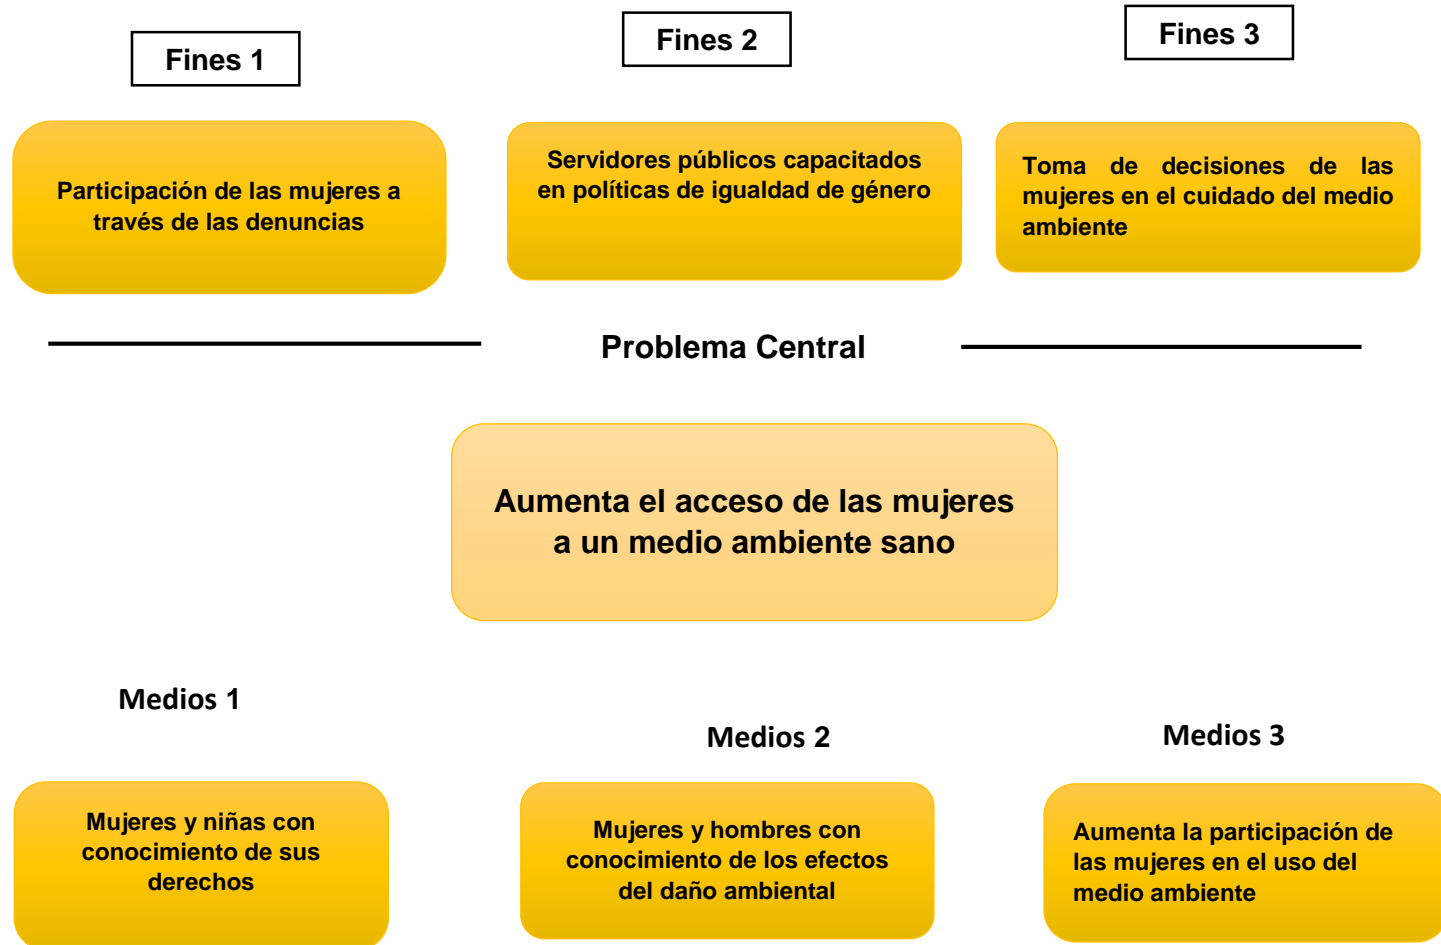 Fines 1
Fines 2
Fines 3
Participación de las mujeres a
través de las denuncias
Servidores públicos capacitados
en políticas de igualdad de género
Toma de decisiones de las
mujeres en el cuidado del medio
ambiente
Problema Central
Aumenta el acceso de las mujeres
a un medio ambiente sano
Medios 1
Medios 2
Medios 3
Mujeres y niñas con
conocimiento de sus
derechos
Mujeres y hombres con
conocimiento de los efectos
del daño ambiental
Aumenta la participación de
las mujeres en el uso del
medio ambiente